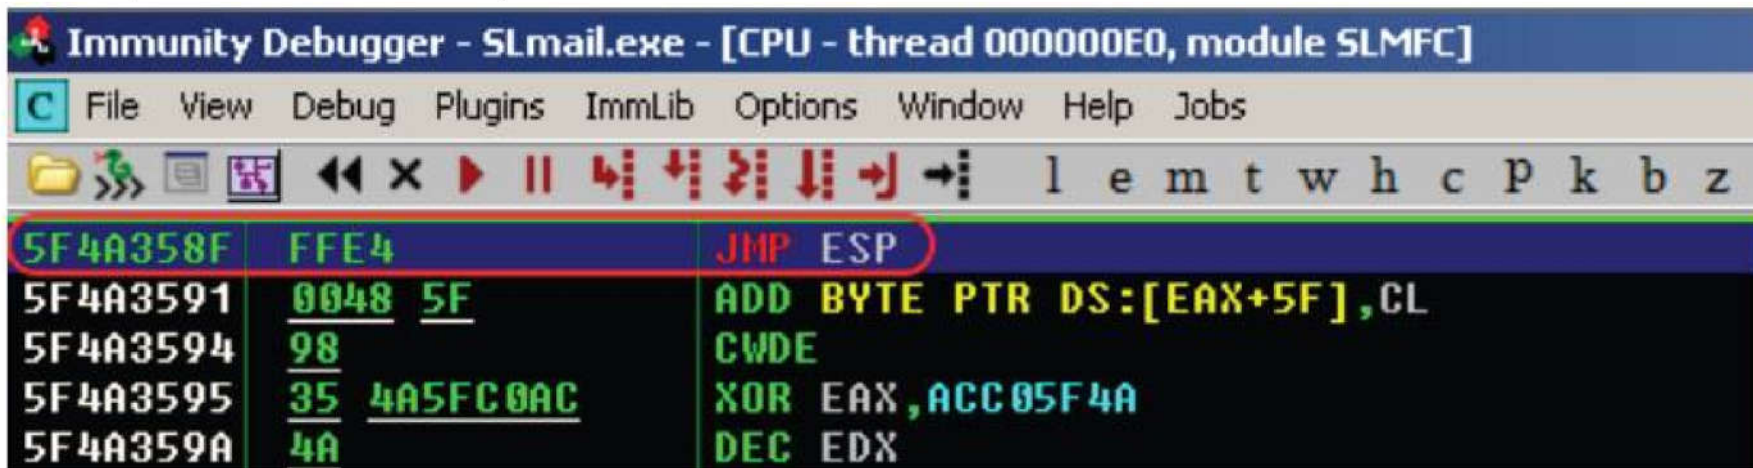 Immunity Debugger - SLmail.exe - [CPU - thread 000000E0, module SLMFC]
C File View Debug Plugins ImmLib Options Window Help Jobs
l e m t w h c P k b z
5F4A358F FFE4 JMP ESP
5F4A3591 0048 5F ADD BYTE PTR DS:[EAX+5F],CL
5F4A3594 98 CWDE
5F4A3595 35 4A5FC0AC XOR EAX,ACC05F4A
5F4A359A 4A DEC EDX